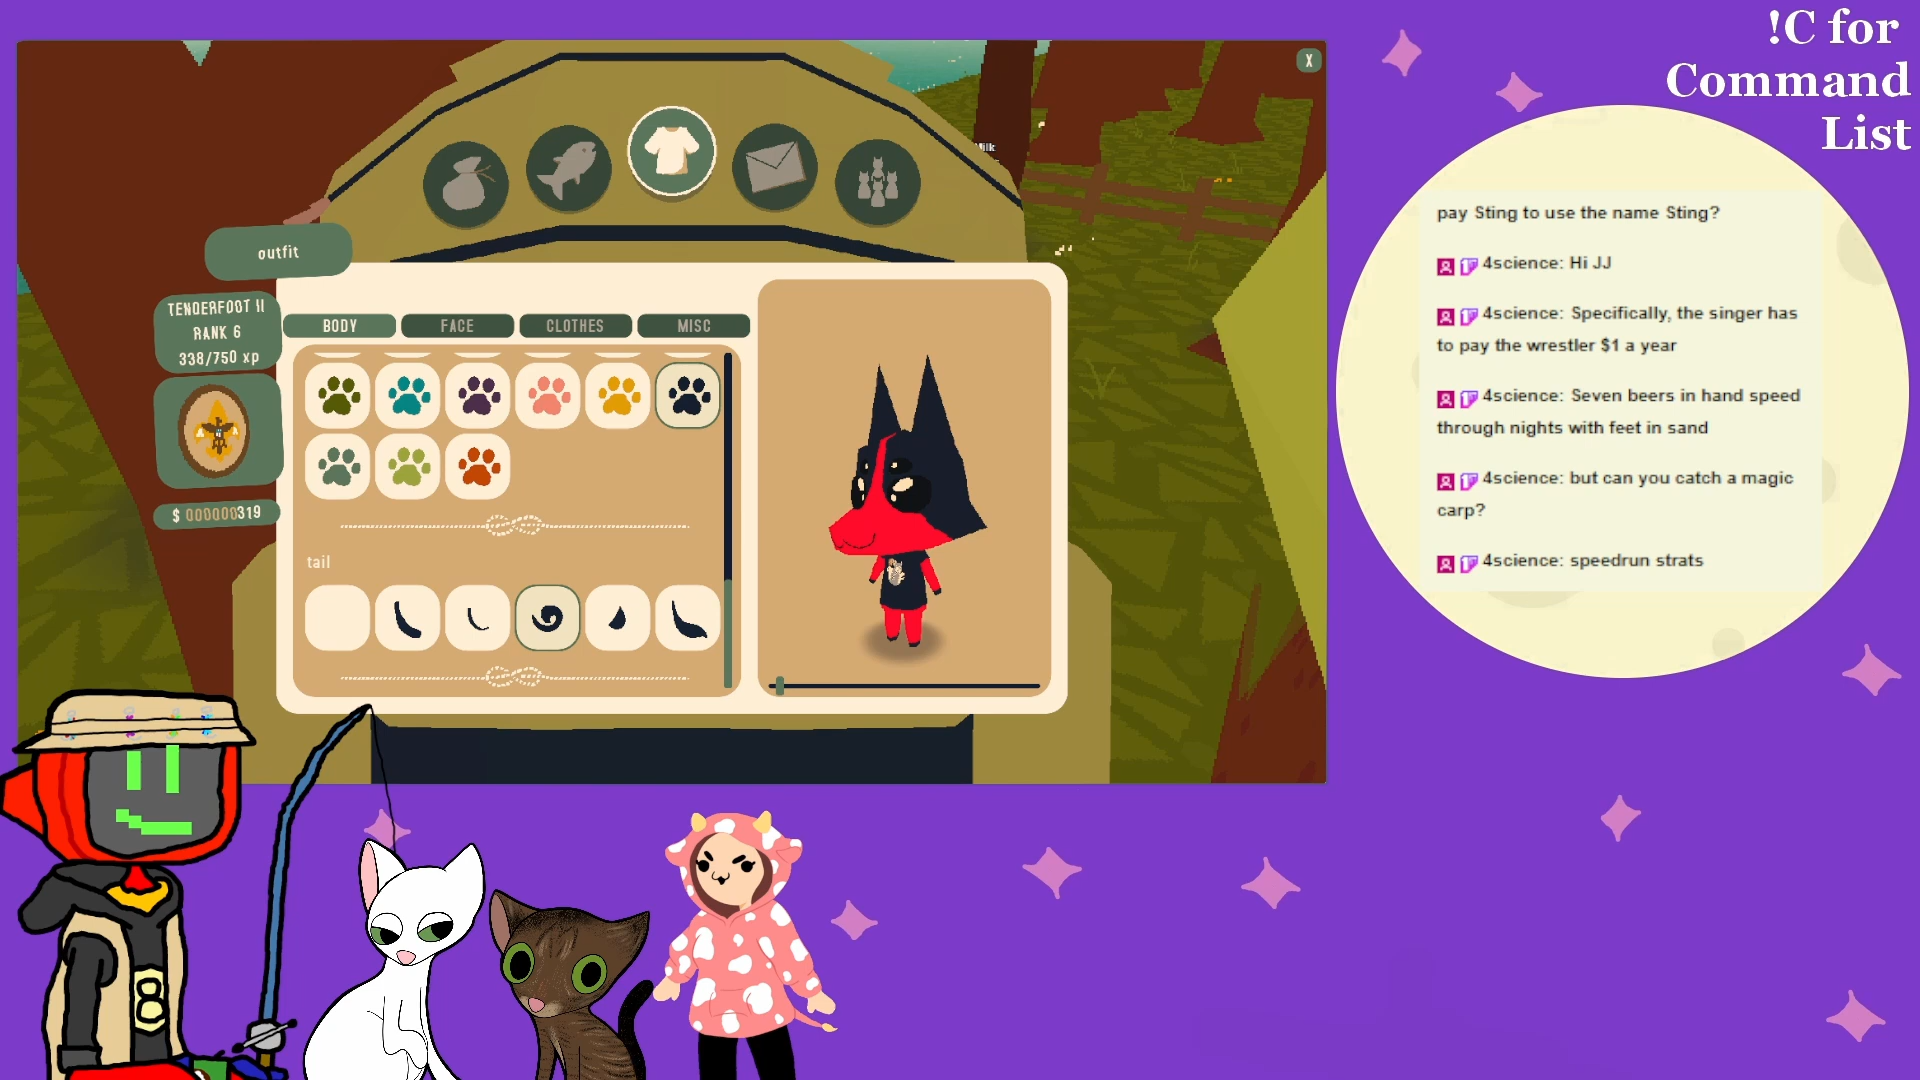 !C for
Command
List
X
Milk
outfit
TENDERFOOT II
RANK 6
338/750 xp
$ 000000319
BODY
FACE
CLOTHES
MISC
tail
8
pay Sting to use the name Sting?
4science: Hi JJ
4science: Specifically, the singer has
to pay the wrestler $1 a year
4science: Seven beers in hand speed
through nights with feet in sand
4science: but can you catch a magic
carp?
4science: speedrun strats